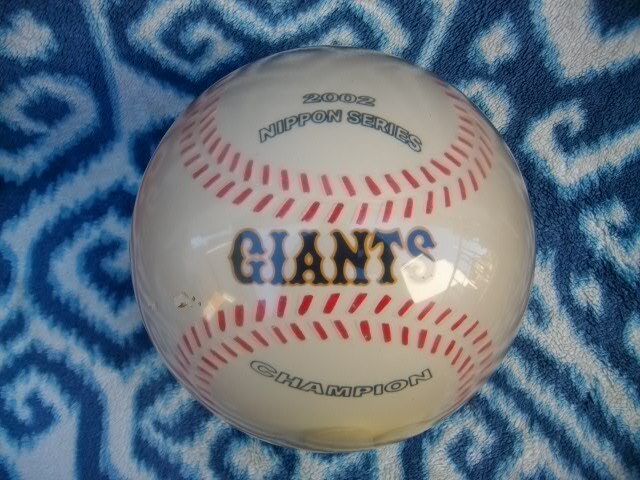 2002
NIPPON SERIES
GIANTS
CHAMPION